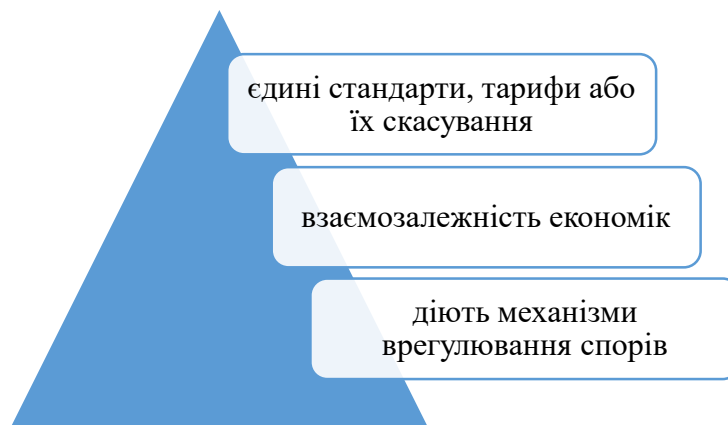 єдині стандарти, тарифи або
їх скасування
взаємозалежність економік
діють механізми
врегулювання спорів